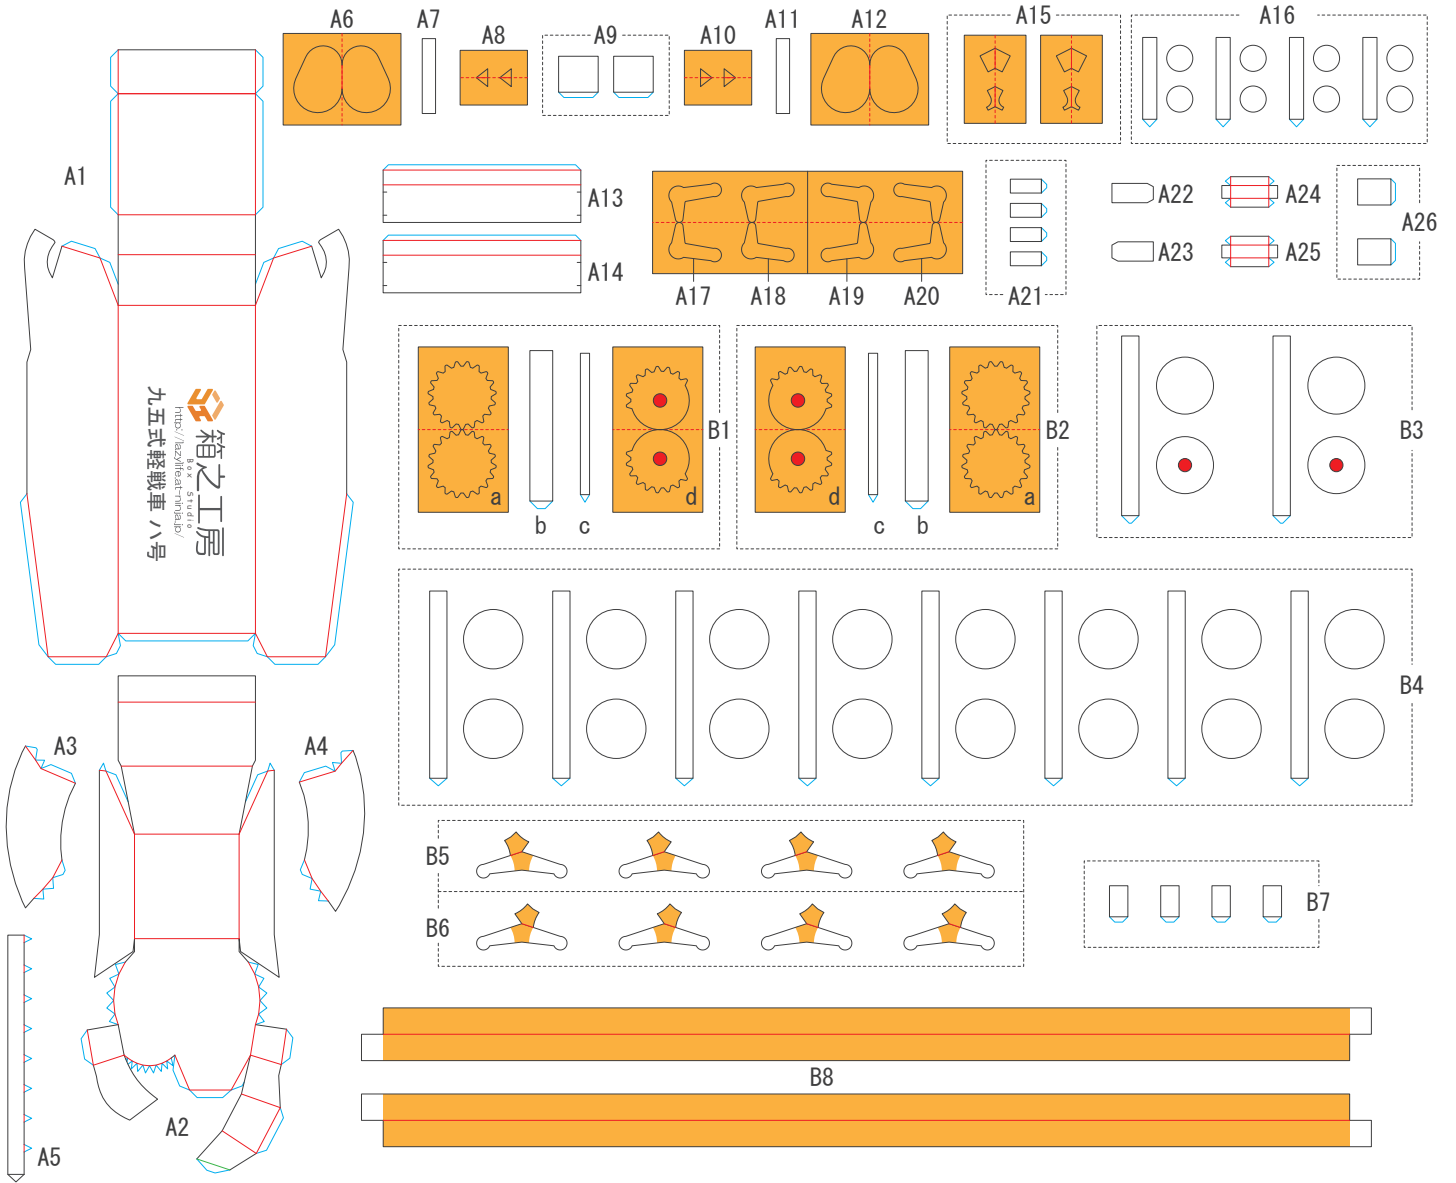 A6
A7
A8
A9
A10
A11
A12
A15
A16
A1
A13
A14
A17
A18
A19
A20
A21
A22
A23
A24
A25
A26
箱之工房
Box Studio
http://lazylife.at-ninja.jp/
九五式軽戦車 ハ号
a
b
c
d
B1
d
c
b
a
B2
B3
B4
A3
A4
B5
B6
B7
B8
A2
A5